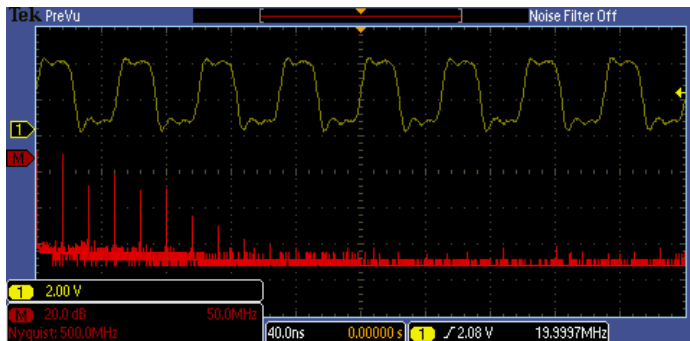 Tek PreVu Noise Filter Off
1
M
1 2.00 V
M 20.0 dB 50.0MHz
Nyquist: 500.0MHz
40.0ns 0.00000 s 1 2.08 V 19.9997MHz